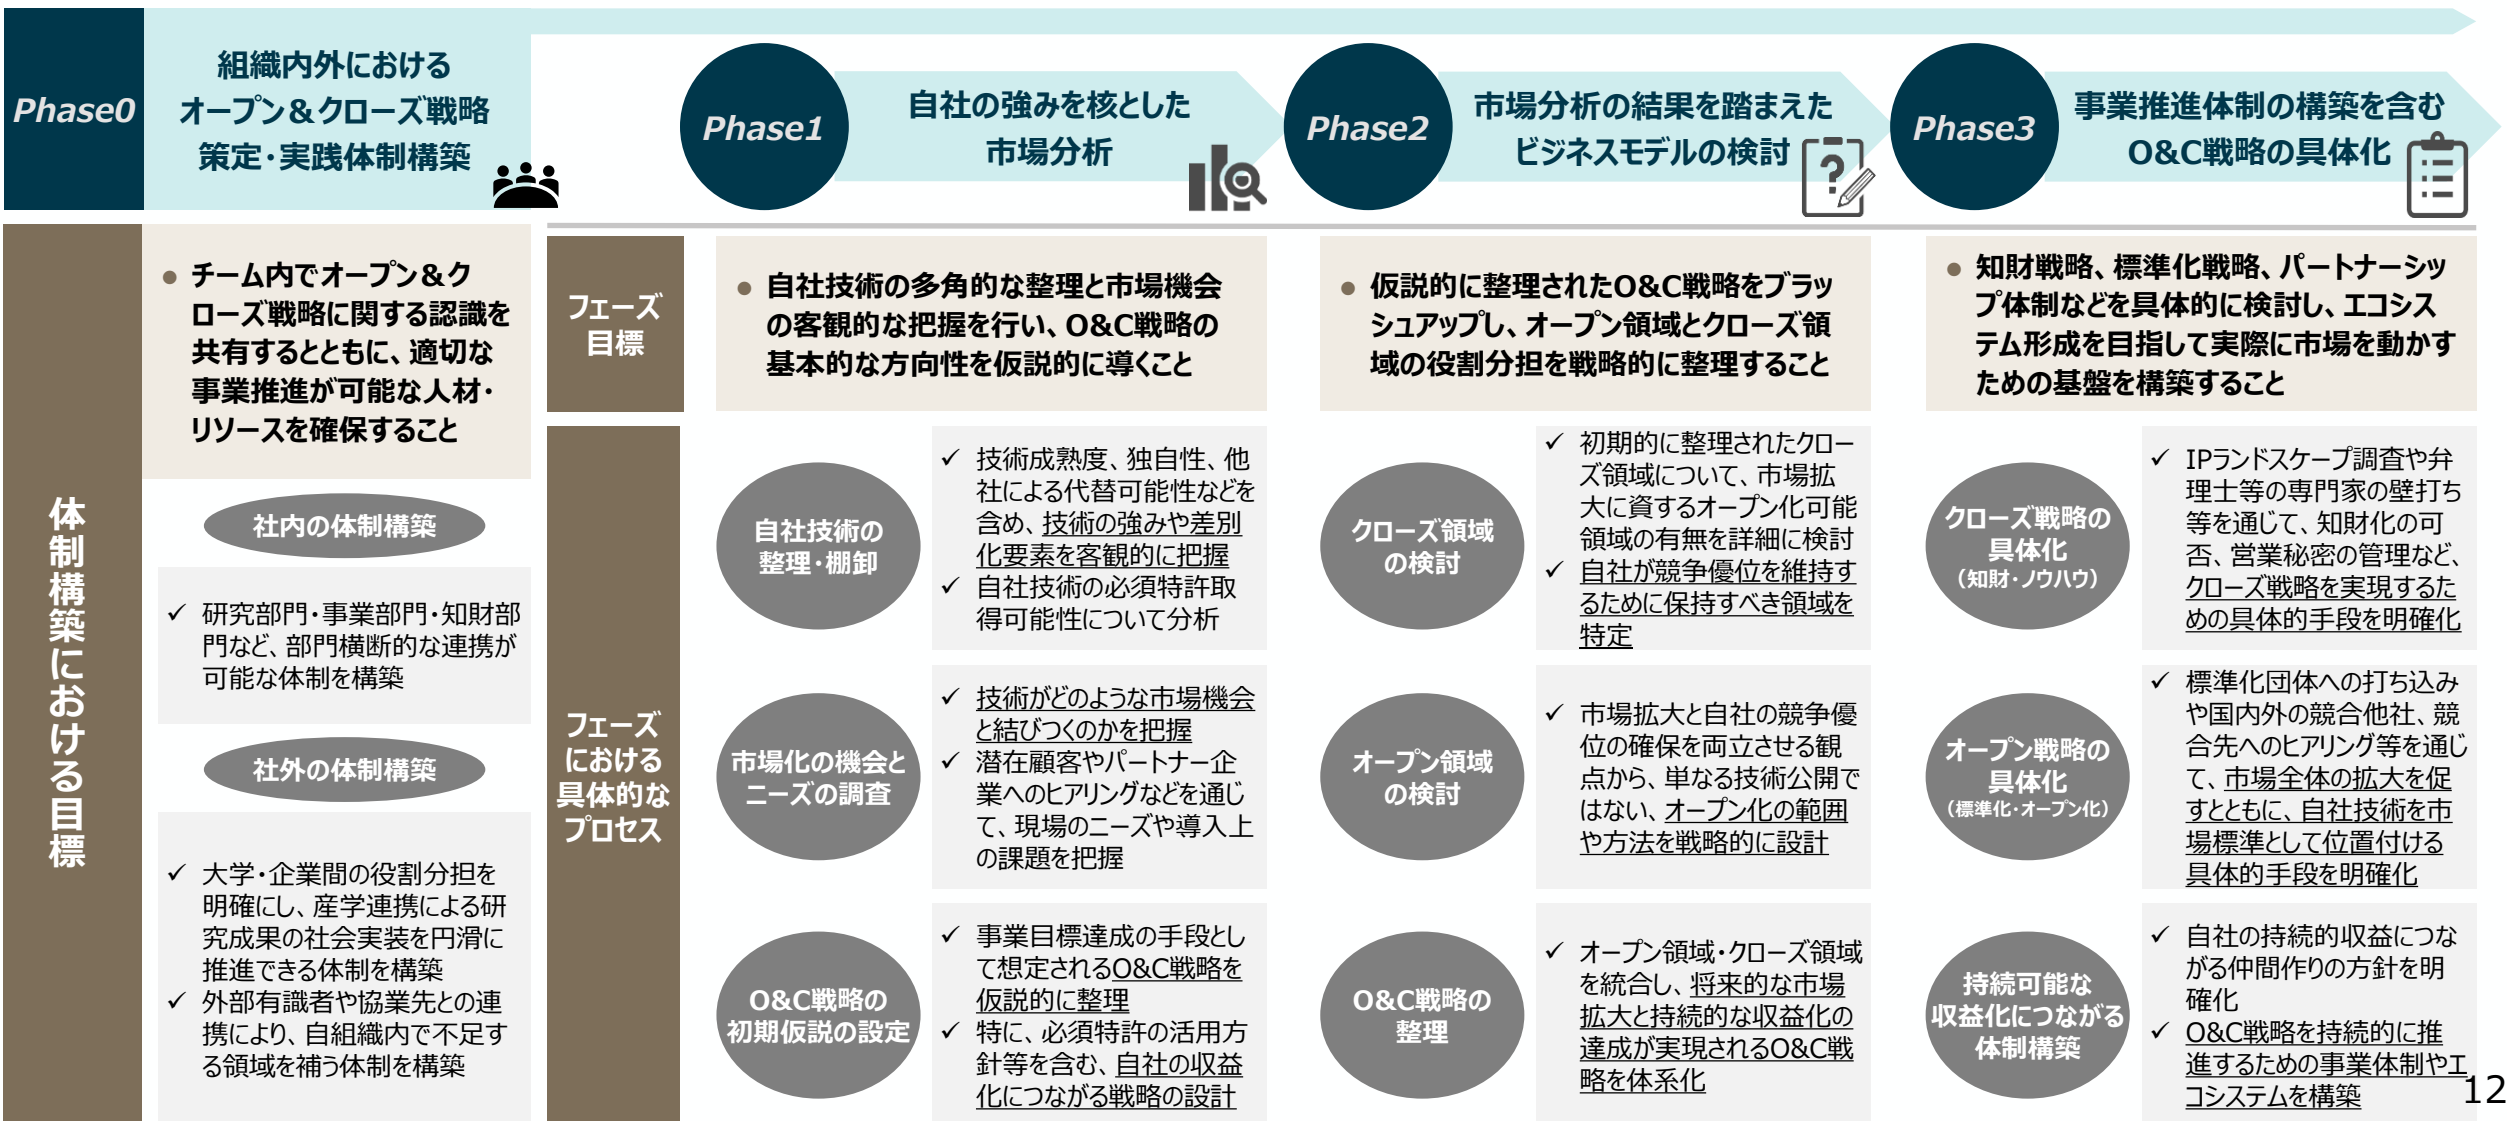 Phase0
組織内外における
オープン＆クローズ戦略
策定･実践体制構築
Phase1
自社の強みを核とした
市場分析
Phase2
市場分析の結果を踏まえた
ビジネスモデルの検討
Phase3
事業推進体制の構築を含む
O&C戦略の具体化
体制構築における目標
● チーム内でオープン＆ク
ローズ戦略に関する認識を
共有するとともに、適切な
事業推進が可能な人材･
リソースを確保すること
社内の体制構築
✓ 研究部門･事業部門･知財部
門など、部門横断的な連携が
可能な体制を構築
社外の体制構築
✓ 大学･企業間の役割分担を
明確にし、産学連携による研
究成果の社会実装を円滑に
推進できる体制を構築
✓ 外部有識者や協業先との連
携により、自組織内で不足す
る領域を補う体制を構築
フェーズ
目標
● 自社技術の多角的な整理と市場機会
の客観的な把握を行い、O&C戦略の
基本的な方向性を仮説的に導くこと
● 仮説的に整理されたO&C戦略をブラッ
シュアップし、オープン領域とクローズ領
域の役割分担を戦略的に整理すること
● 知財戦略、標準化戦略、パートナーシッ
プ体制などを具体的に検討し、エコシス
テム形成を目指して実際に市場を動かす
ための基盤を構築すること
フェーズ
における
具体的な
プロセス
自社技術の
整理･棚卸
✓ 技術成熟度、独自性、他
社による代替可能性などを
含め、技術の強みや差別
化要素を客観的に把握
✓ 自社技術の必須特許取
得可能性について分析
市場化の機会と
ニーズの調査
✓ 技術がどのような市場機会
と結びつくのかを把握
✓ 潜在顧客やパートナー企
業へのヒアリングなどを通じ
て、現場のニーズや導入上
の課題を把握
O&C戦略の
初期仮説の設定
✓ 事業目標達成の手段とし
て想定されるO&C戦略を
仮説的に整理
✓ 特に、必須特許の活用方
針等を含む、自社の収益
化につながる戦略の設計
クローズ領域
の検討
✓ 初期的に整理されたクロー
ズ領域について、市場拡
大に資するオープン化可能
領域の有無を詳細に検討
✓ 自社が競争優位を維持す
るために保持すべき領域を
特定
オープン領域
の検討
✓ 市場拡大と自社の競争優
位の確保を両立させる観
点から、単なる技術公開で
はない、オープン化の範囲
や方法を戦略的に設計
O&C戦略の
整理
✓ オープン領域･クローズ領域
を統合し、将来的な市場
拡大と持続的な収益化の
達成が実現されるO&C戦
略を体系化
クローズ戦略の
具体化
（知財･ノウハウ）
✓ IPランドスケープ調査や弁
理士等の専門家の壁打ち
等を通じて、知財化の可
否、営業秘密の管理など、
クローズ戦略を実現するた
めの具体的手段を明確化
オープン戦略の
具体化
（標準化･オープン化）
✓ 標準化団体への打ち込み
や国内外の競合他社、競
合先へのヒアリング等を通じ
て、市場全体の拡大を促
すとともに、自社技術を市
場標準として位置付ける
具体的手段を明確化
持続可能な
収益化につながる
体制構築
✓ 自社の持続的収益につな
がる仲間作りの方針を明
確化
✓ O&C戦略を持続的に推
進するための事業体制やエ
コシステムを構築
12